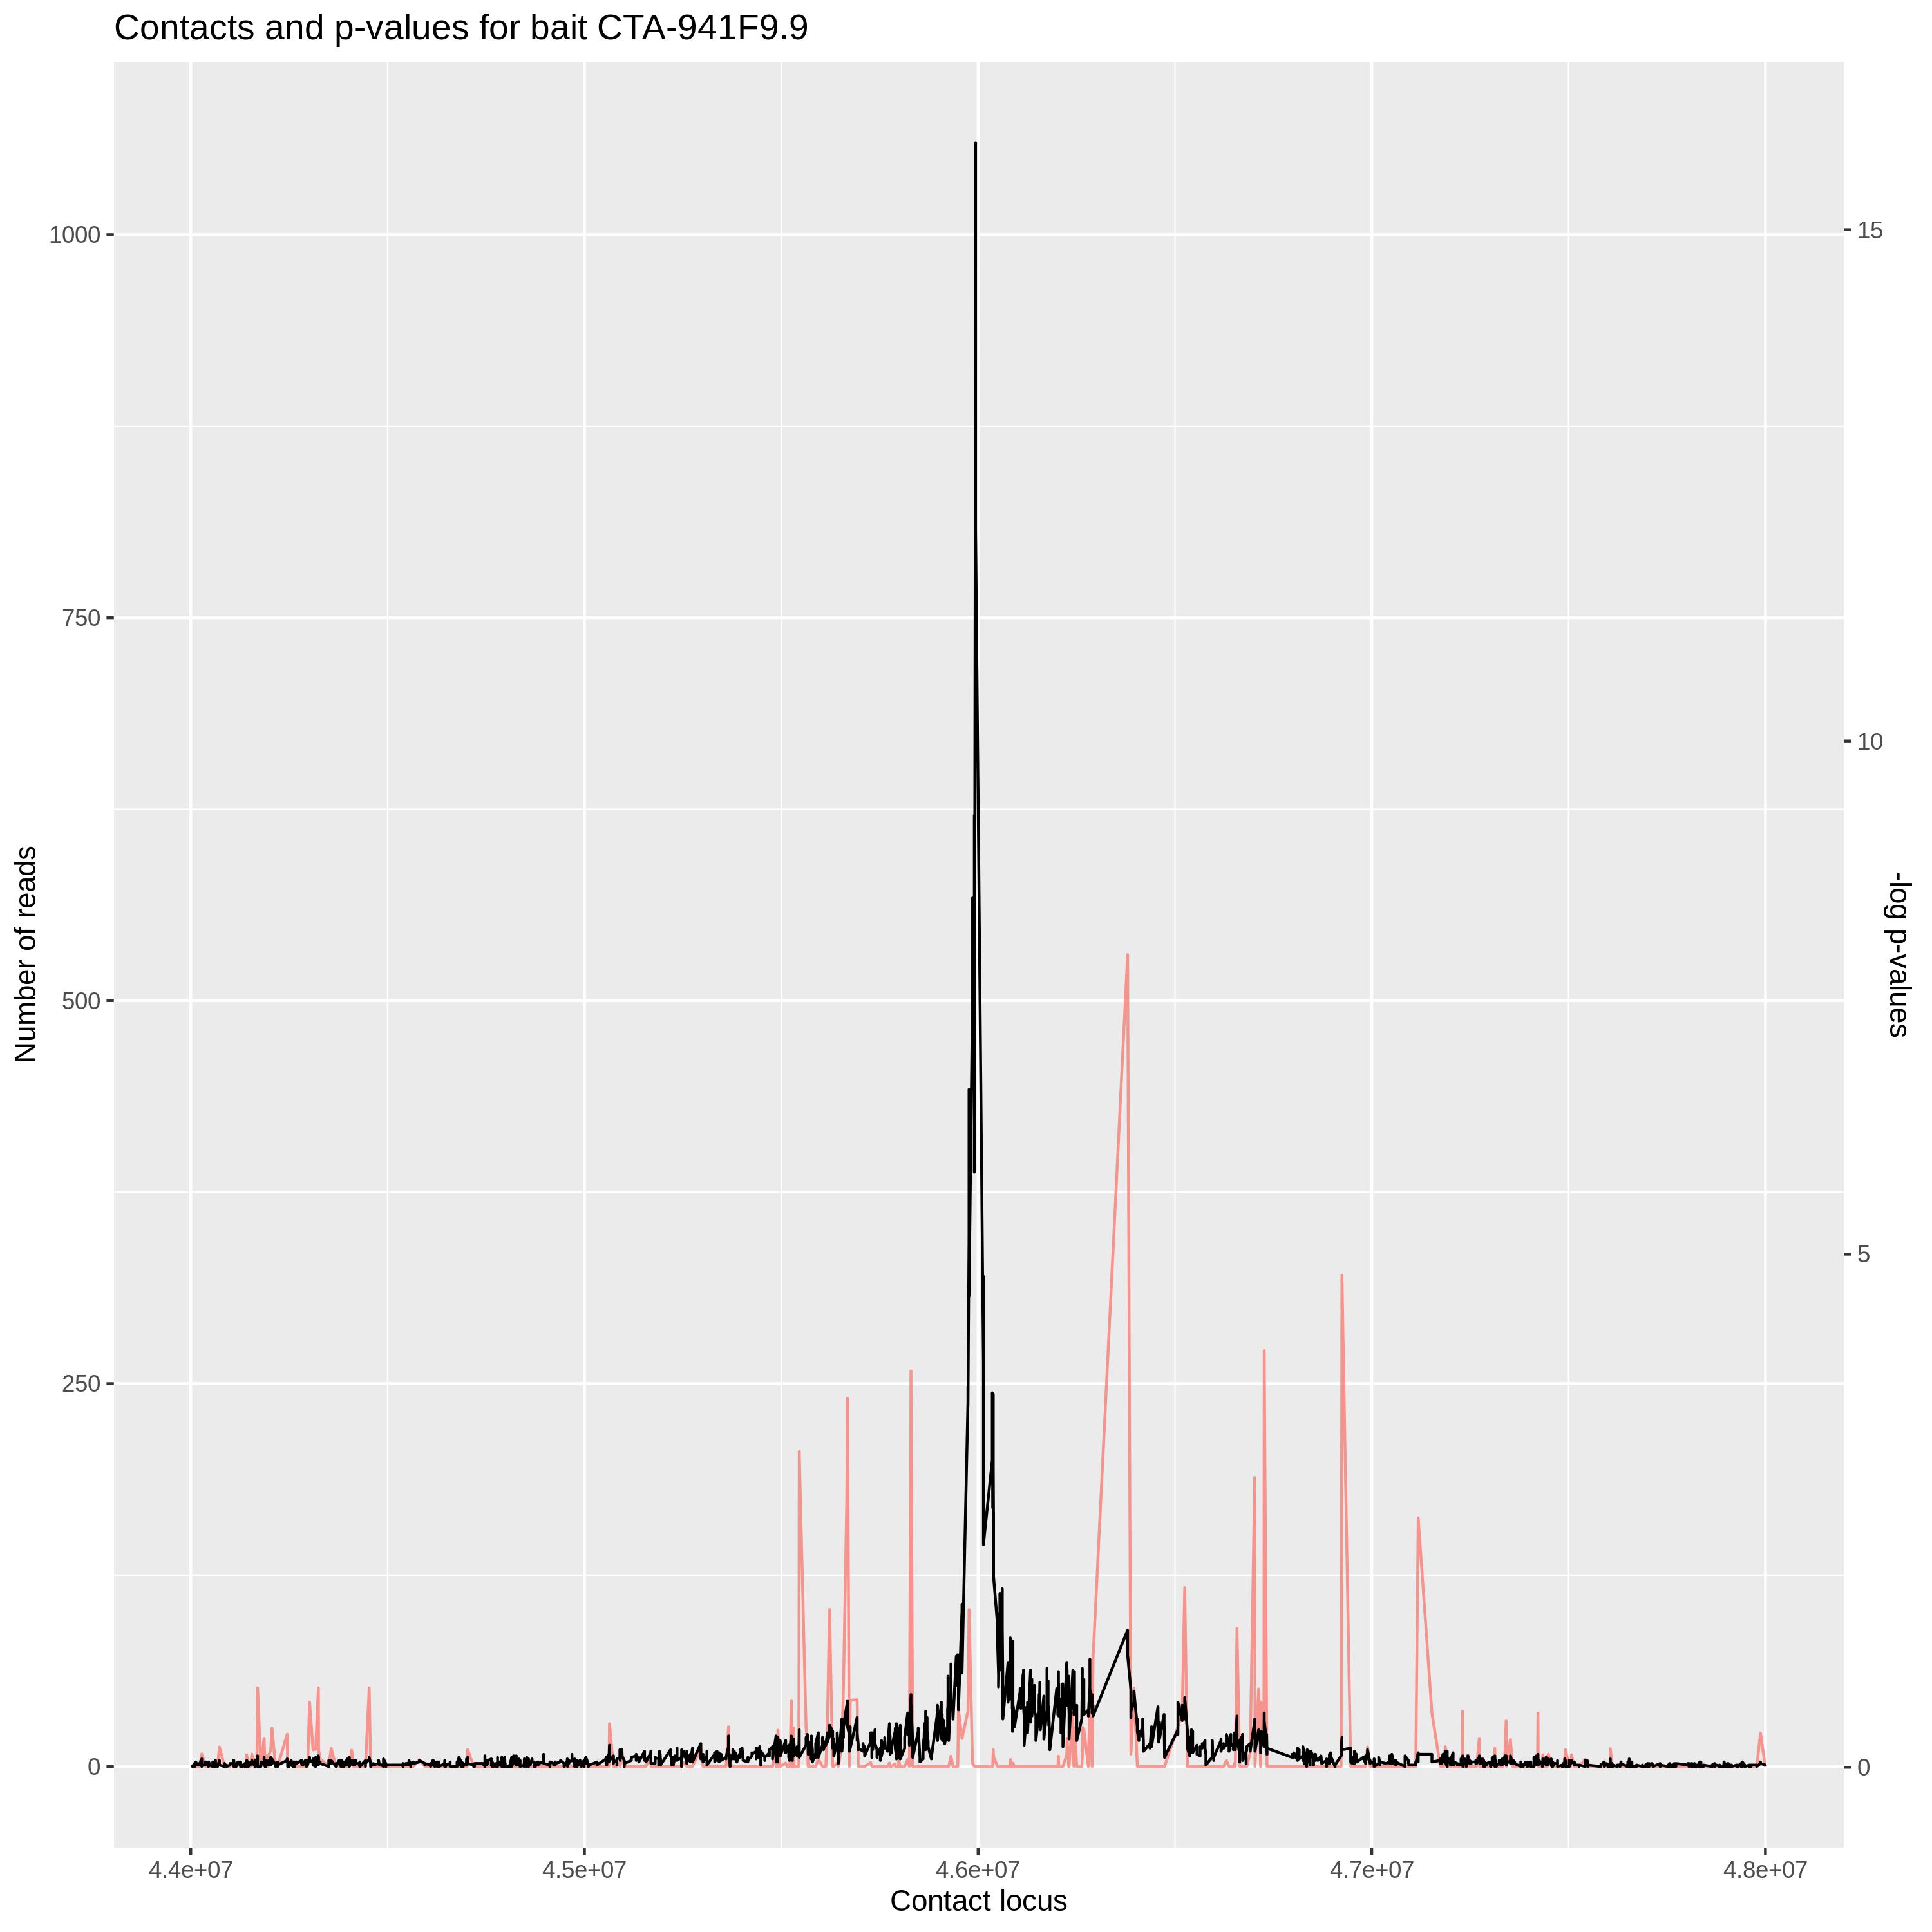 Contacts and p-values for bait CTA-941F9.9
1000
750
500
250
0
Number of reads
15
10
5
0
-log p-values
4.4e+07
4.5e+07
4.6e+07
4.7e+07
4.8e+07
Contact locus